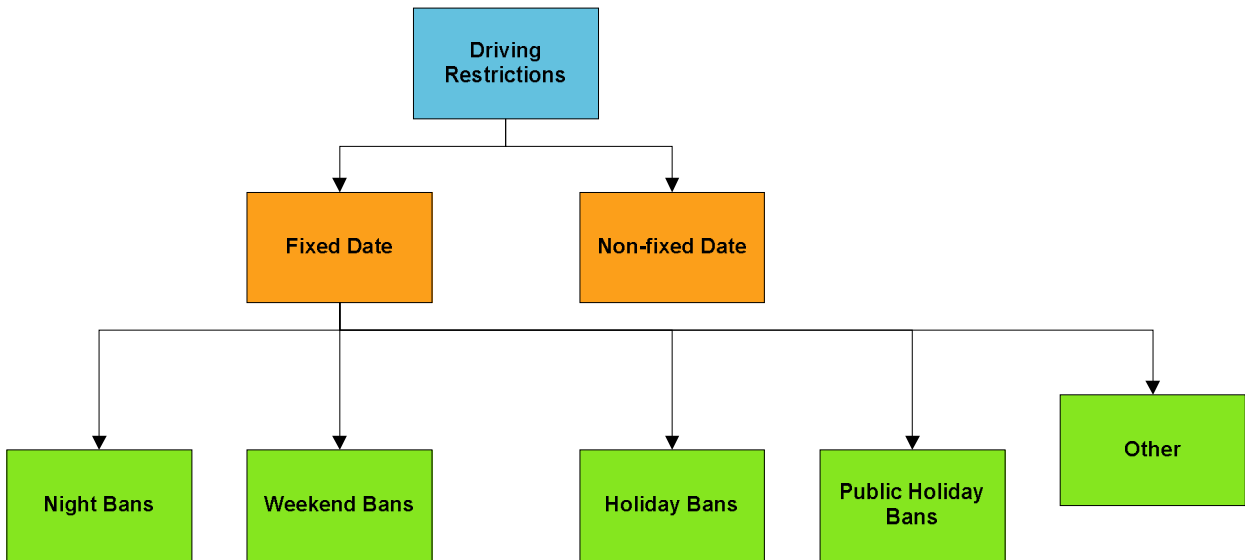 Driving
Restrictions
Fixed Date
Non-fixed Date
Night Bans
Weekend Bans
Holiday Bans
Public Holiday
Bans
Other